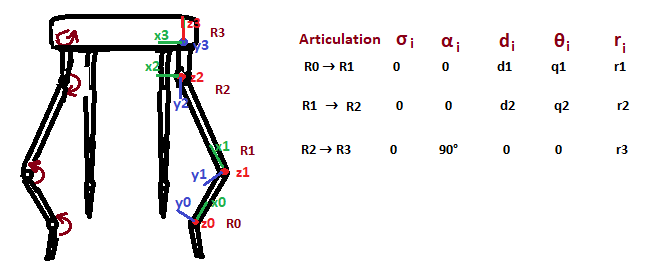 z3
x3
R3
y3
x2
z2
R2
y2
x1
R1
z1
y1
y0
x0
z0
R0
Articulation σi αi di θi ri
R0 → R1 0 0 d1 q1 r1
R1 → R2 0 0 d2 q2 r2
R2 → R3 0 90° 0 0 r3